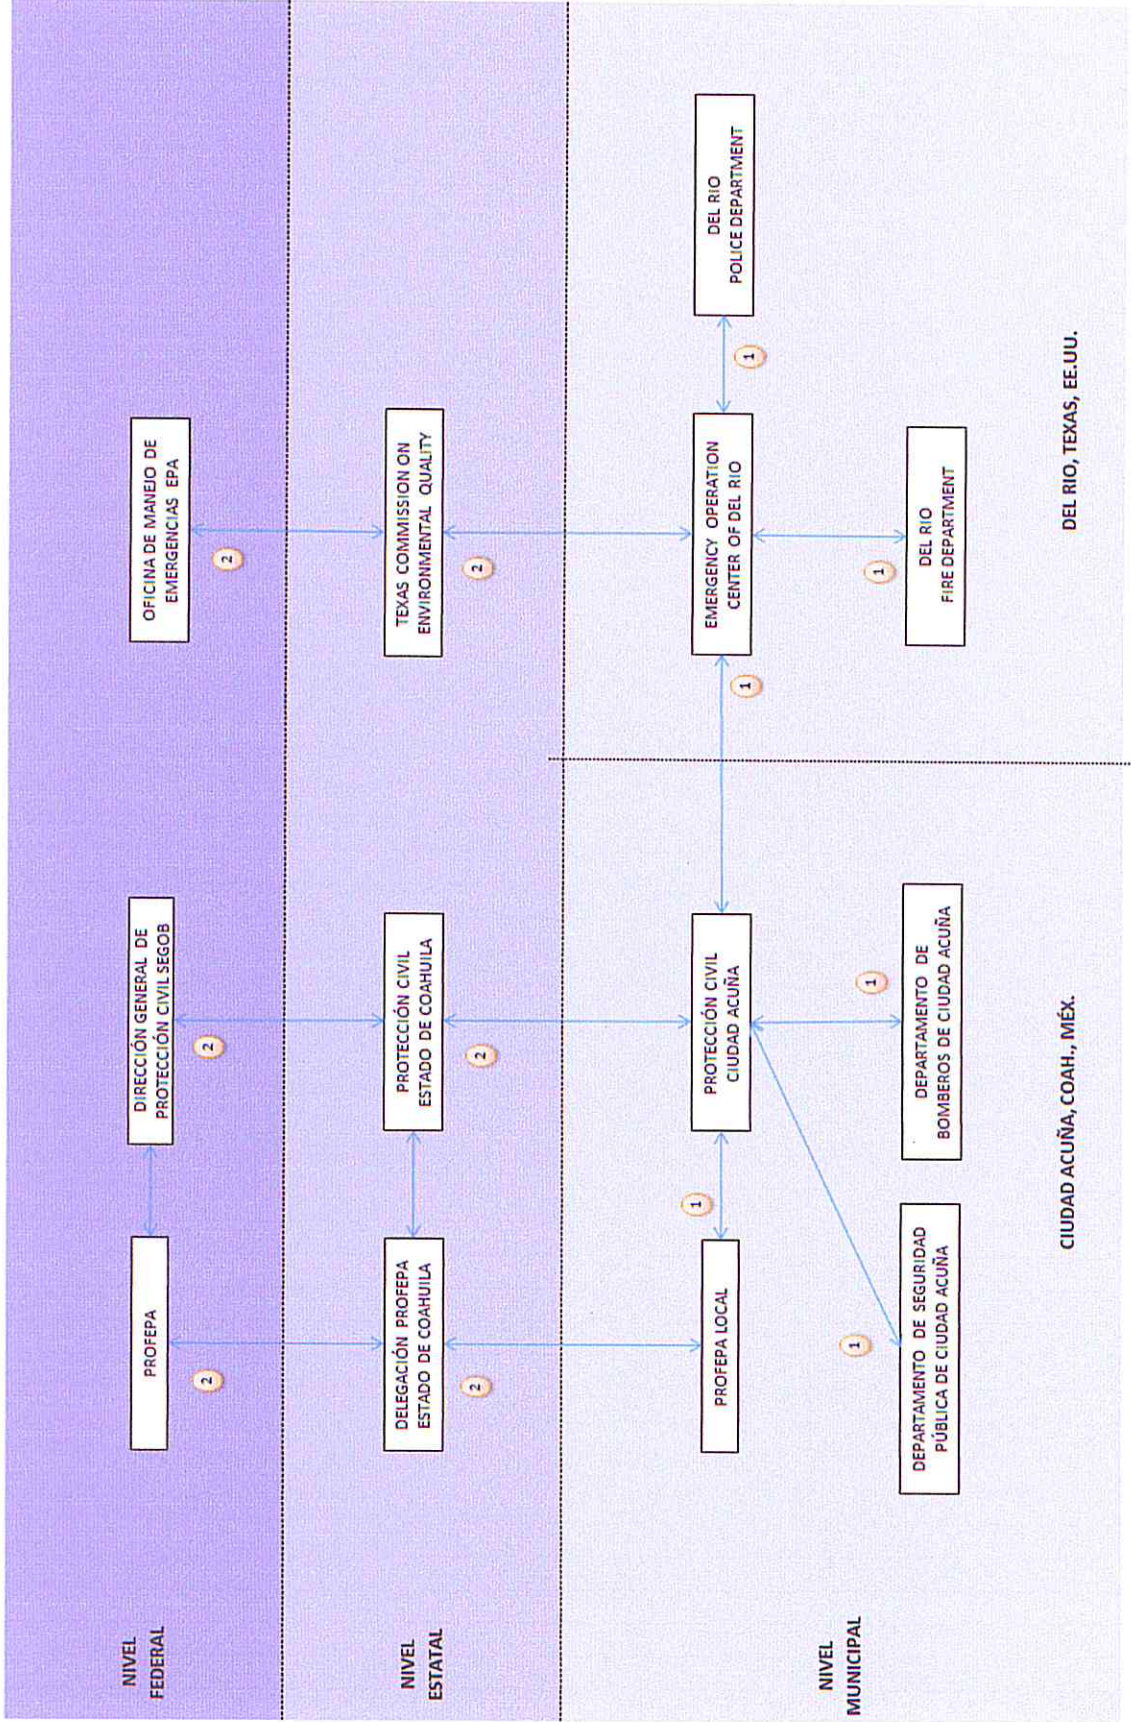 NIVEL
FEDERAL
PROFEPA
DIRECCIÓN GENERAL DE
PROTECCIÓN CIVIL SEGOB
OFICINA DE MANEJO DE
EMERGENCIAS EPA
2
2
2
NIVEL
ESTATAL
DELEGACIÓN PROFEPA
ESTADO DE COAHUILA
PROTECCIÓN CIVIL
ESTADO DE COAHUILA
TEXAS COMMISSION ON
ENVIRONMENTAL QUALITY
2
2
2
NIVEL
MUNICIPAL
PROFEPA LOCAL
1
PROTECCIÓN CIVIL
CIUDAD ACUÑA
1
EMERGENCY OPERATION
CENTER OF DEL RIO
1
DEL RIO
POLICE DEPARTMENT
1
1
1
DEPARTAMENTO DE SEGURIDAD
PÚBLICA DE CIUDAD ACUÑA
DEPARTAMENTO DE
BOMBEROS DE CIUDAD ACUÑA
DEL RIO
FIRE DEPARTMENT
CIUDAD ACUÑA, COAH., MÉX.
DEL RIO, TEXAS, EE.UU.